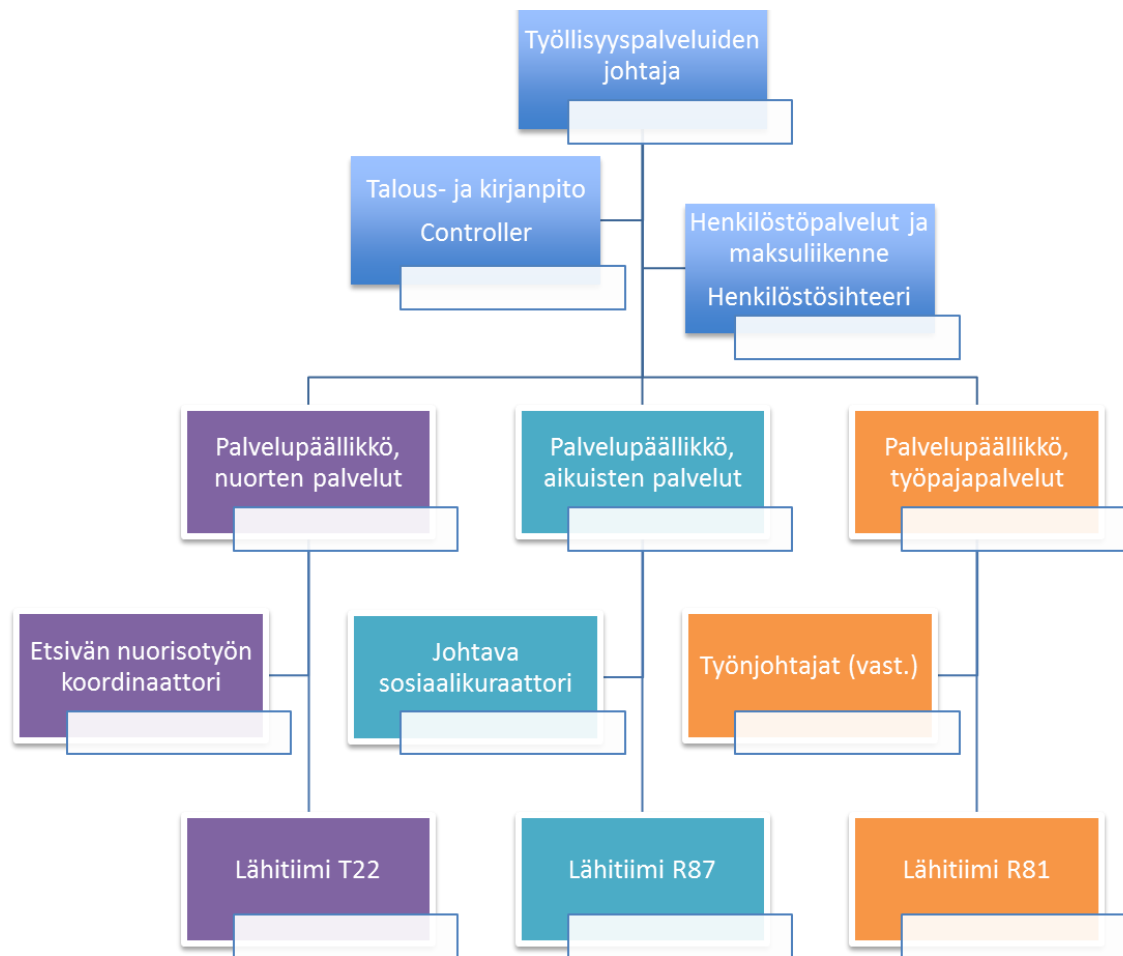 Työllisyyspalveluiden
johtaja
Talous- ja kirjanpito
Controller
Henkilöstöpalvelut ja
maksuliikenne
Henkilöstösihteeri
Palvelupäällikkö,
nuorten palvelut
Palvelupäällikkö,
aikuisten palvelut
Palvelupäällikkö,
työpajapalvelut
Etsivän nuorisotyön
koordinaattori
Johtava
sosiaalikuraattori
Työnjohtajat (vast.)
Lähitiimi T22
Lähitiimi R87
Lähitiimi R81